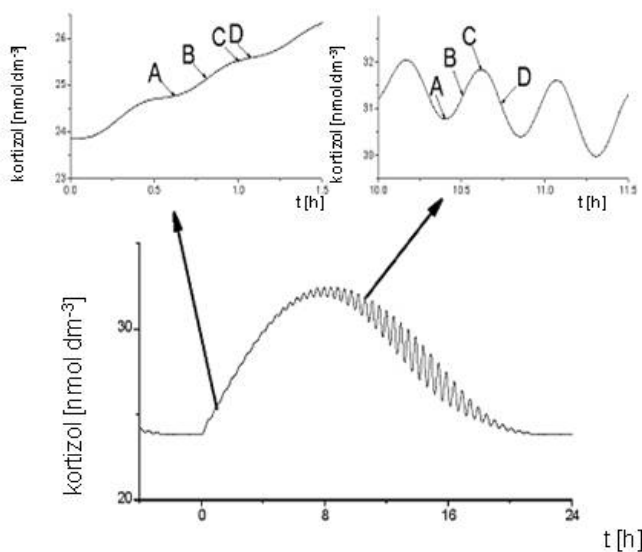 kortizol [nmol dm-3]
26
25
24
23
A
B
C
D
0.0
0.5
1.0
1.5
t [h]
kortizol [nmol dm-3]
32
31
30
A
B
C
D
10.0
10.5
11.0
11.5
t [h]
kortizol [nmol dm-3]
30
20
0
8
16
24
t [h]